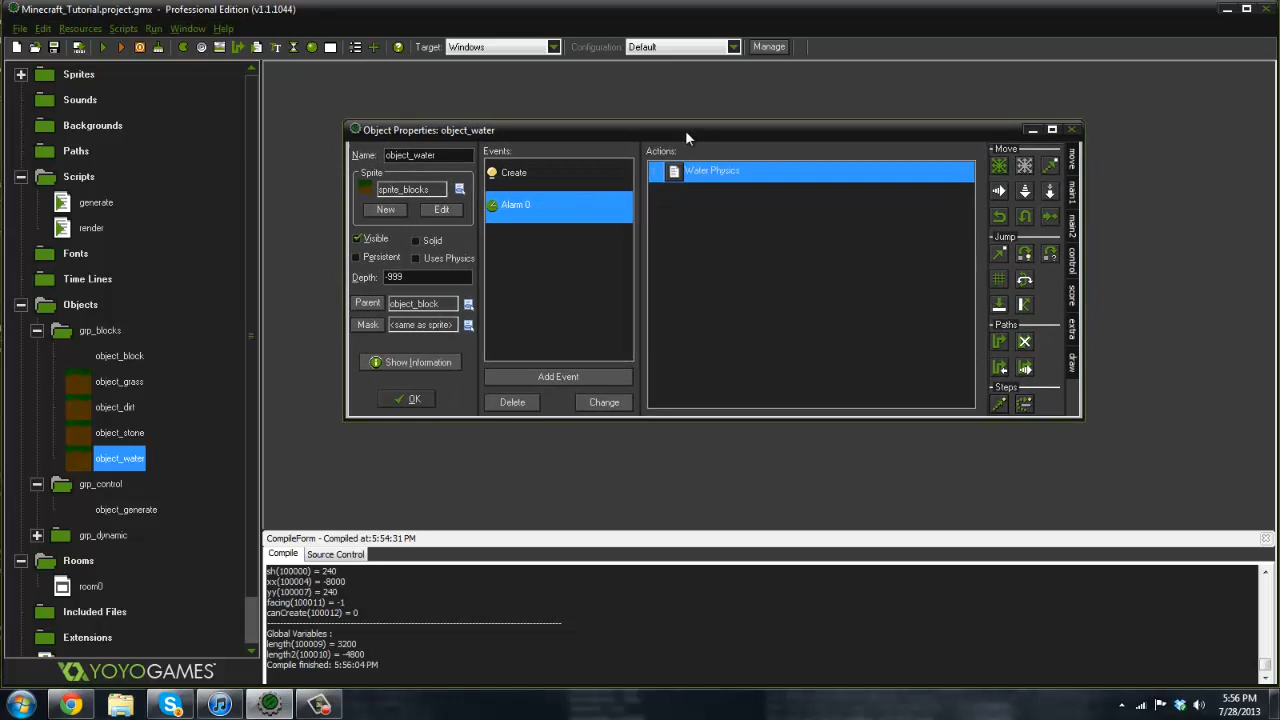 Minecraft_Tutorial.project.gmx - Professional Edition (v1.1.1044)
File Edit Resources Scripts Run Window Help
Target: Windows Configuration: Default Manage
Sprites
Sounds
Backgrounds
Paths
Scripts
generate
render
Fonts
Time Lines
Objects
grp_blocks
object_block
object_grass
object_dirt
object_stone
object_water
grp_control
object_generate
grp_dynamic
Rooms
room0
Included Files
Extensions
YOYOGAMES
Object Properties: object_water
Name: object_water
Sprite
sprite_blocks
New Edit
Visible Solid
Persistent Uses Physics
Depth: -999
Parent object_block
Mask <same as sprite>
Show Information
OK
Events:
Create
Alarm 0
Add Event
Delete Change
Actions:
Water Physics
Move
Jump
Paths
Steps
move
main1
main2
control
score
extra
draw
CompileForm - Compiled at:5:54:31 PM
Compile Source Control
sh(100000) = 240
xx(100004) = -8000
yy(100007) = 240
facing(100011) = -1
canCreate(100012) = 0
Global Variables :
length(100009) = 3200
length2(100010) = -4800
Compile finished: 5:56:04 PM
5:56 PM
7/28/2013